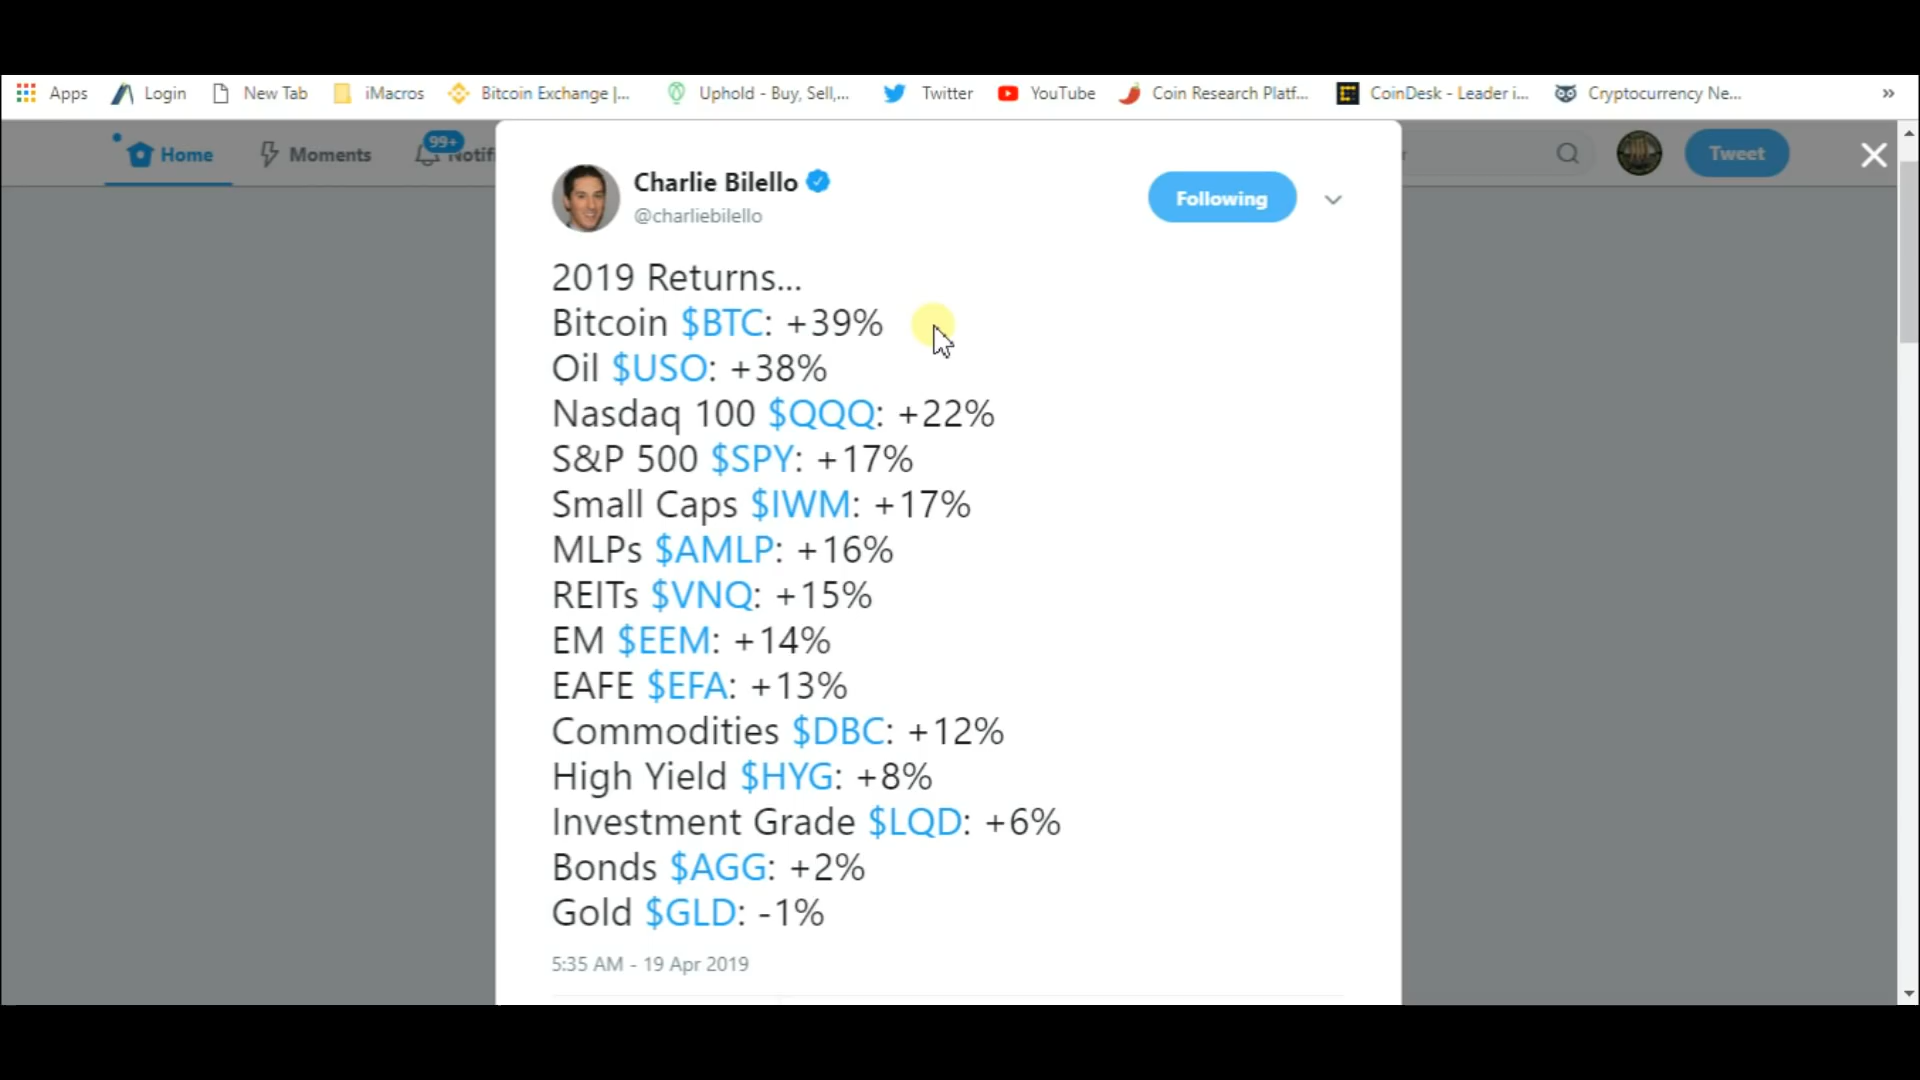 Apps Login New Tab iMacros Bitcoin Exchange |... Uphold - Buy, Sell,... Twitter YouTube Coin Research Platf... CoinDesk - Leader i... Cryptocurrency Ne... »
Home Moments 99+ Notif Tweet
Charlie Bilello
@charliebilello
Following
2019 Returns...
Bitcoin $BTC: +39%
Oil $USO: +38%
Nasdaq 100 $QQQ: +22%
S&P 500 $SPY: +17%
Small Caps $IWM: +17%
MLPs $AMLP: +16%
REITs $VNQ: +15%
EM $EEM: +14%
EAFE $EFA: +13%
Commodities $DBC: +12%
High Yield $HYG: +8%
Investment Grade $LQD: +6%
Bonds $AGG: +2%
Gold $GLD: -1%
5:35 AM - 19 Apr 2019